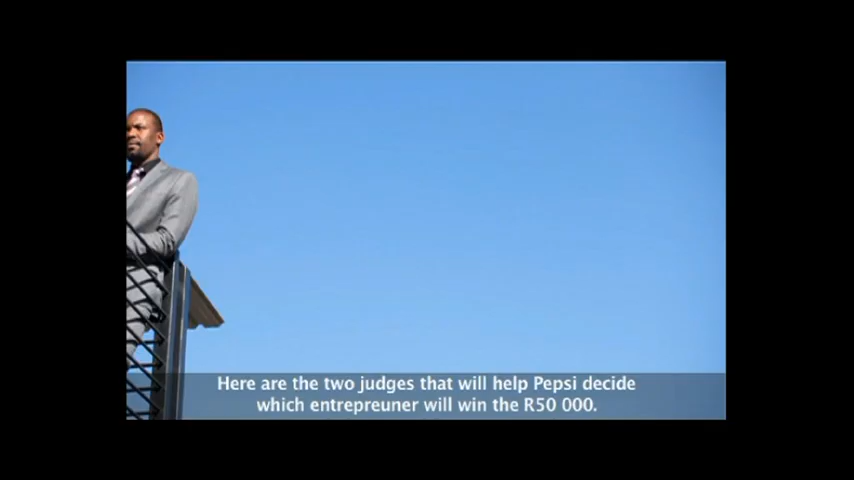 Here are the two judges that will help Pepsi decide
which entrepreuner will win the R50 000.